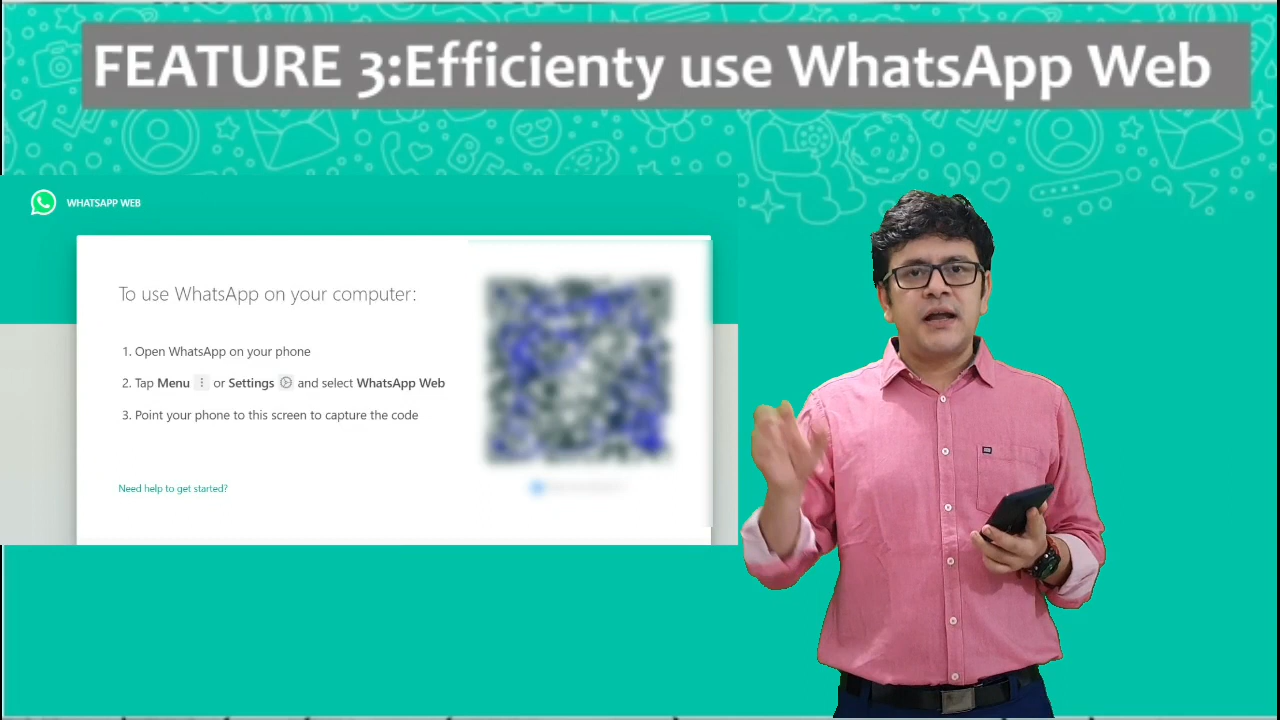 FEATURE 3:Efficienty use WhatsApp Web
WHATSAPP WEB
To use WhatsApp on your computer:
1. Open WhatsApp on your phone
2. Tap Menu or Settings and select WhatsApp Web
3. Point your phone to this screen to capture the code
Need help to get started?